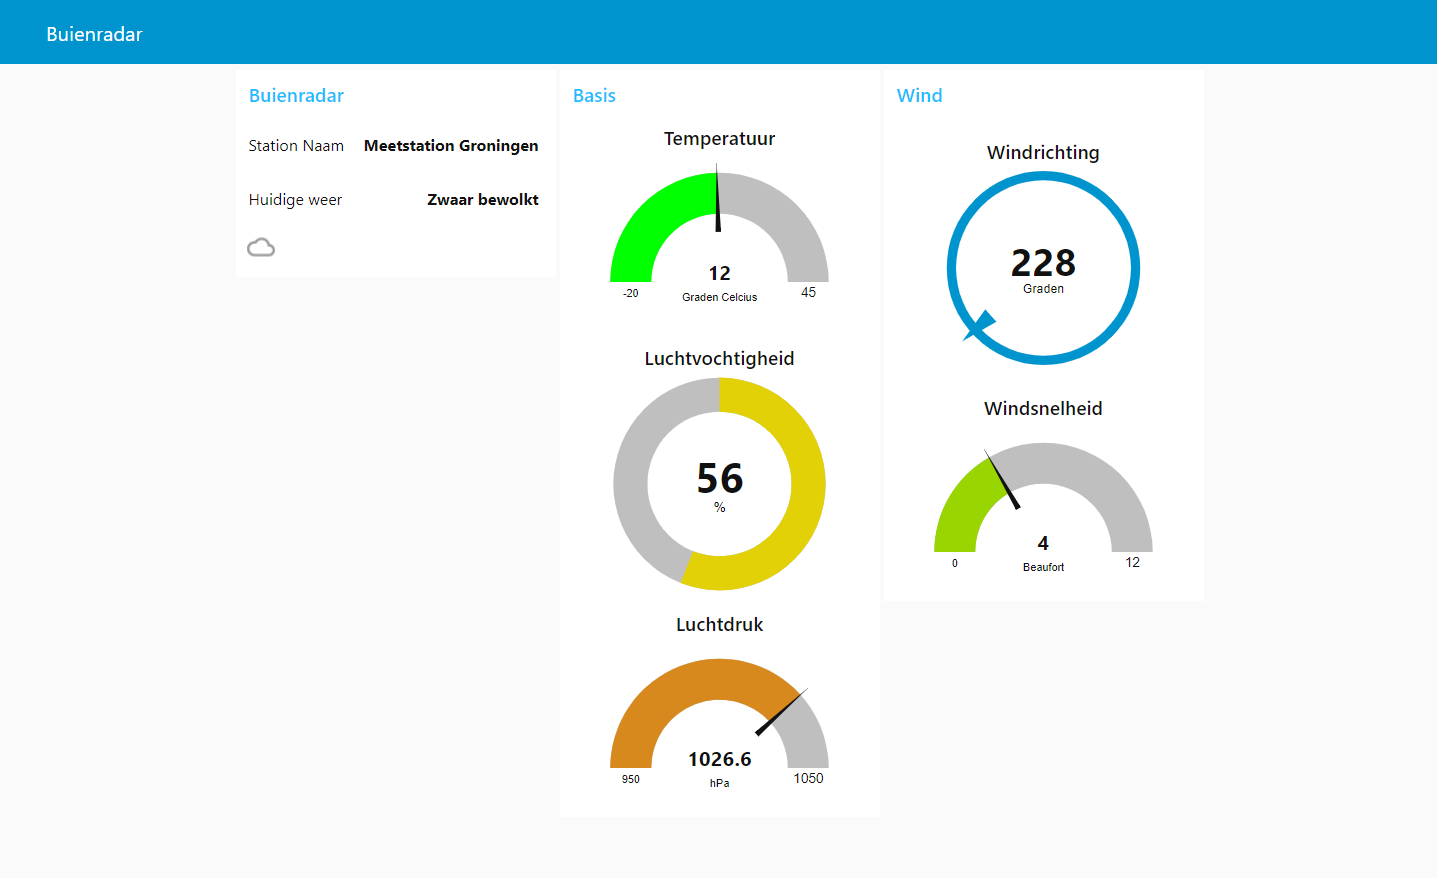 Buienradar
Buienradar
Station Naam Meetstation Groningen
Huidige weer Zwaar bewolkt
Basis
Temperatuur
12
-20 Graden Celcius 45
Luchtvochtigheid
56
%
Luchtdruk
1026.6
950 hPa 1050
Wind
Windrichting
228
Graden
Windsnelheid
4
0 Beaufort 12